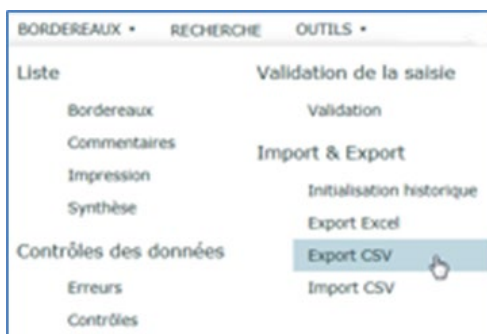 BORDEREAUX •
RECHERCHE
OUTILS •
Liste
Bordereaux
Commentaires
Impression
Synthèse
Contrôles des données
Erreurs
Contrôles
Validation de la saisie
Validation
Import & Export
Initialisation historique
Export Excel
Export CSV
Import CSV